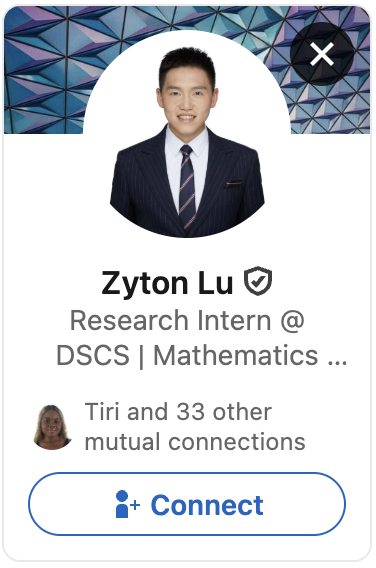 Zyton Lu
Research Intern @
DSCS | Mathematics ...
Tiri and 33 other
mutual connections
Connect